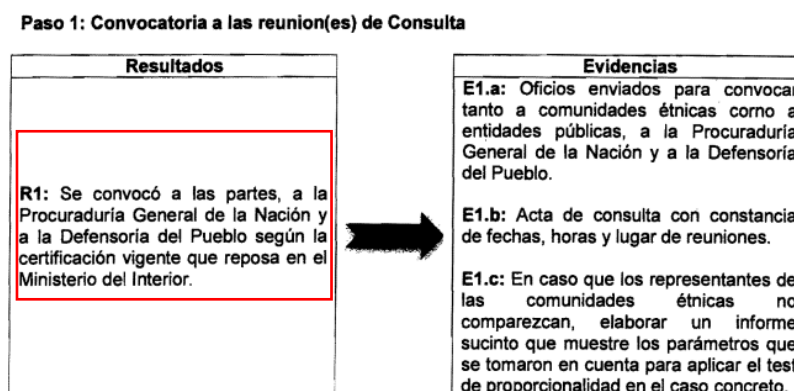 Paso 1: Convocatoria a las reunion(es) de Consulta
Resultados
R1: Se convocó a las partes, a la
Procuraduría General de la Nación y
a la Defensoría del Pueblo según la
certificación vigente que reposa en el
Ministerio del Interior.
Evidencias
E1.a: Oficios enviados para convocar
tanto a comunidades étnicas corno a
entidades públicas, a la Procuraduría
General de la Nación y a la Defensoría
del Pueblo.
E1.b: Acta de consulta con constancia
de fechas, horas y lugar de reuniones.
E1.c: En caso que los representantes de
las comunidades étnicas no
comparezcan, elaborar un informe
sucinto que muestre los parámetros que
se tomaron en cuenta para aplicar el test
de proporcionalidad en el caso concreto.